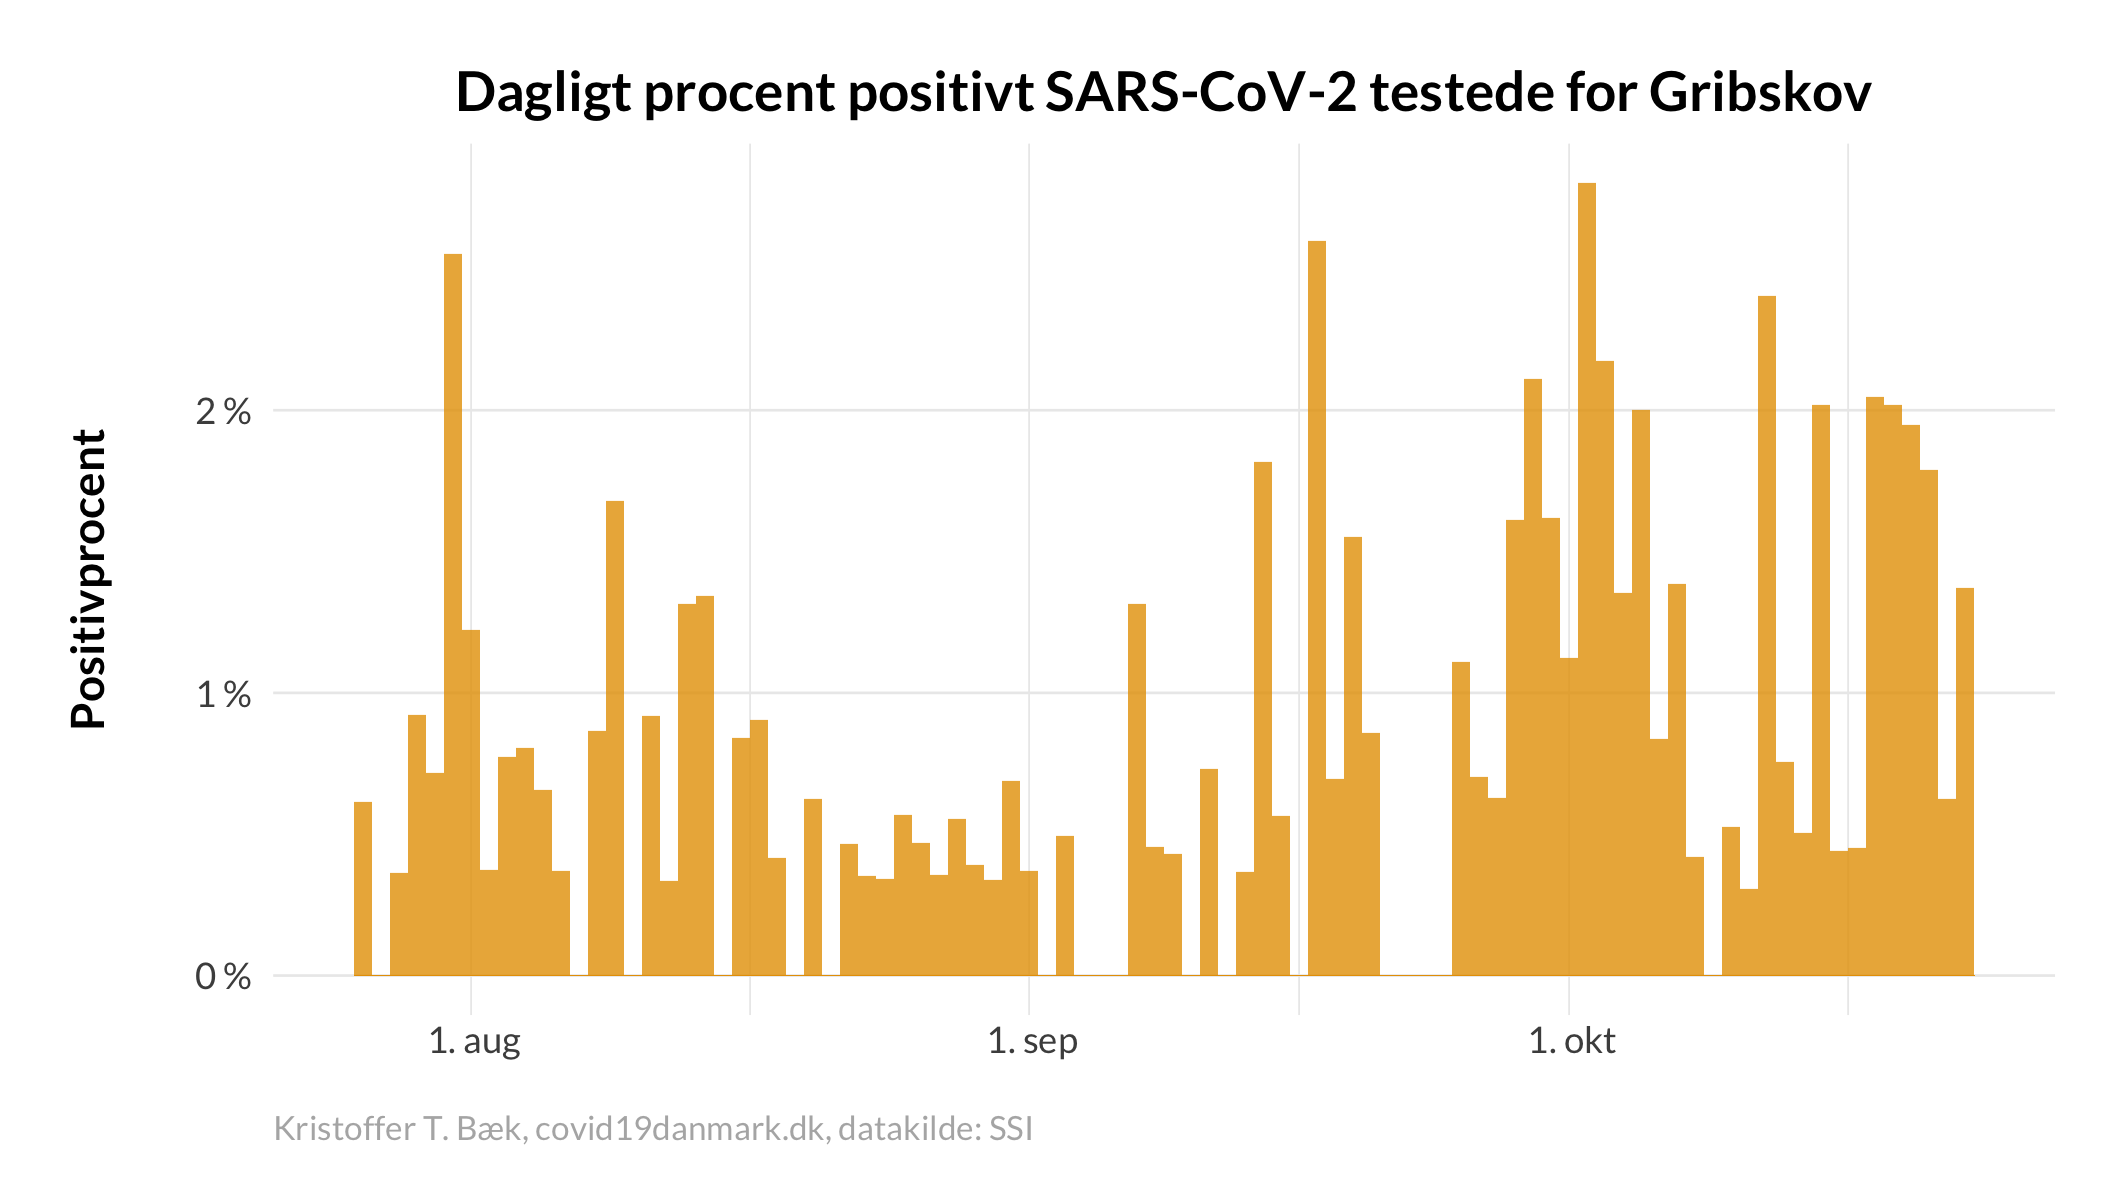 Dagligt procent positivt SARS-CoV-2 testede for Gribskov
Positivprocent
2 %
1 %
0 %
1. aug
1. sep
1. okt
Kristoffer T. Bæk, covid19danmark.dk, datakilde: SSI